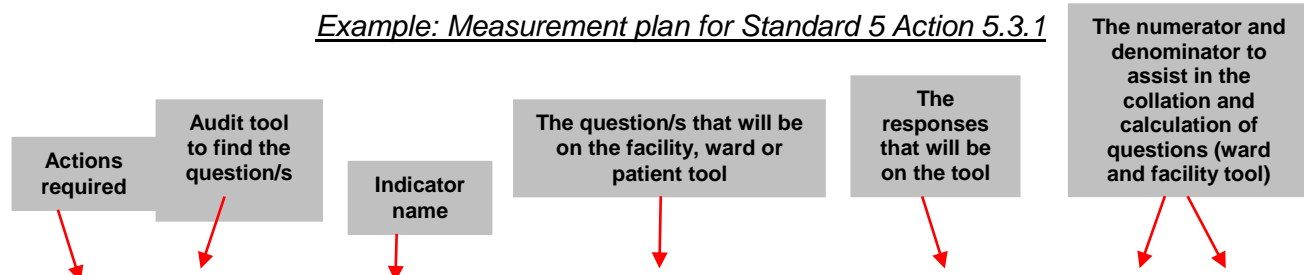 Example: Measurement plan for Standard 5 Action 5.3.1
Actions
required
Audit tool
to find the
question/s
Indicator
name
The question/s that will be
on the facility, ward or
patient tool
The
responses
that will be
on the tool
The numerator and
denominator to
assist in the
collation and
calculation of
questions (ward
and facility tool)